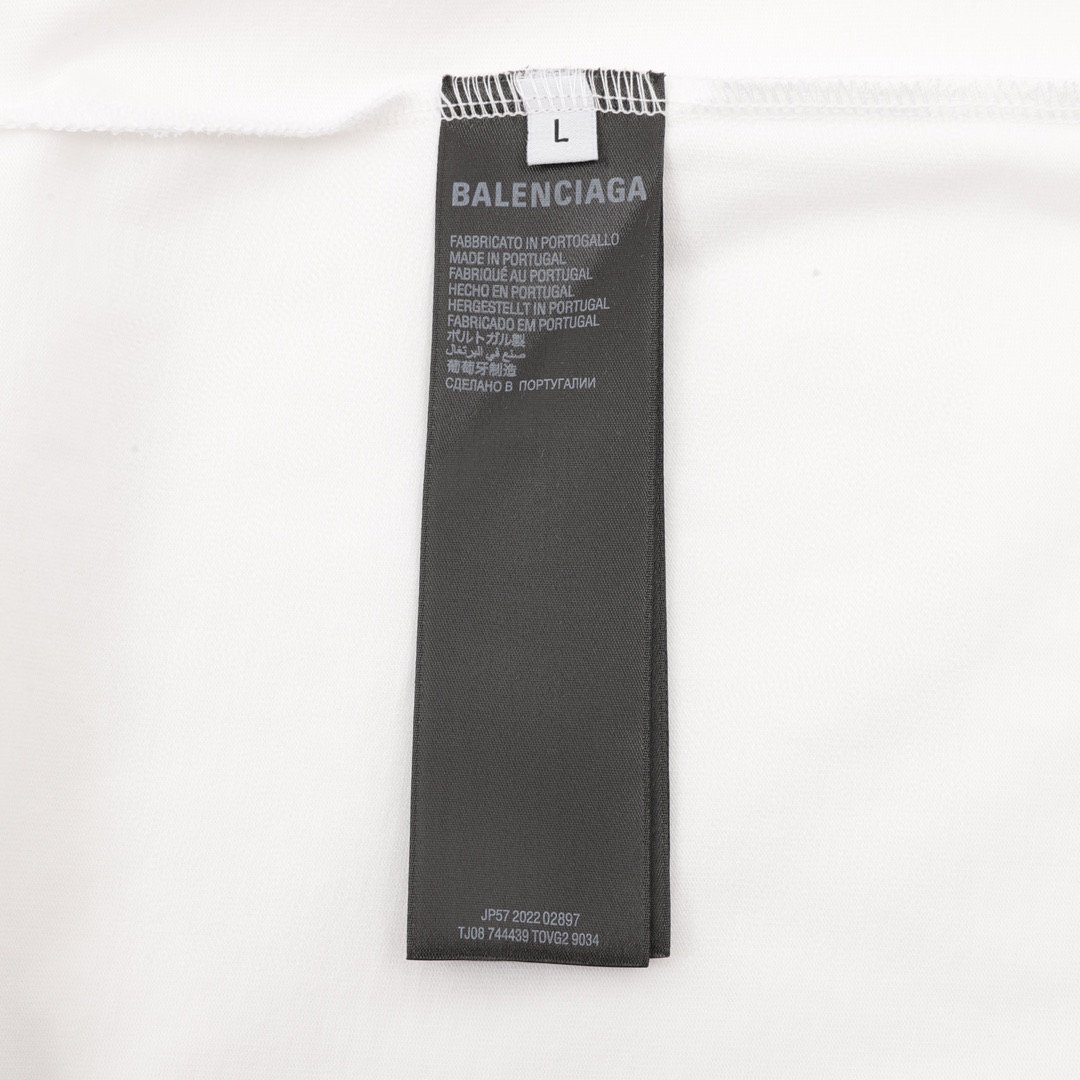 L
BALENCIAGA
FABBRICATO IN PORTOGALLO
MADE IN PORTUGAL
FABRIQUÉ AU PORTUGAL
HECHO EN PORTUGAL
HERGESTELLT IN PORTUGAL
FABRICADO EM PORTUGAL
ポルトガル製
صنع في البرتغال
葡萄牙制造
СДЕЛАНО В ПОРТУГАЛИИ
JP57 2022 02897
TJ08 744439 TOVG2 9034